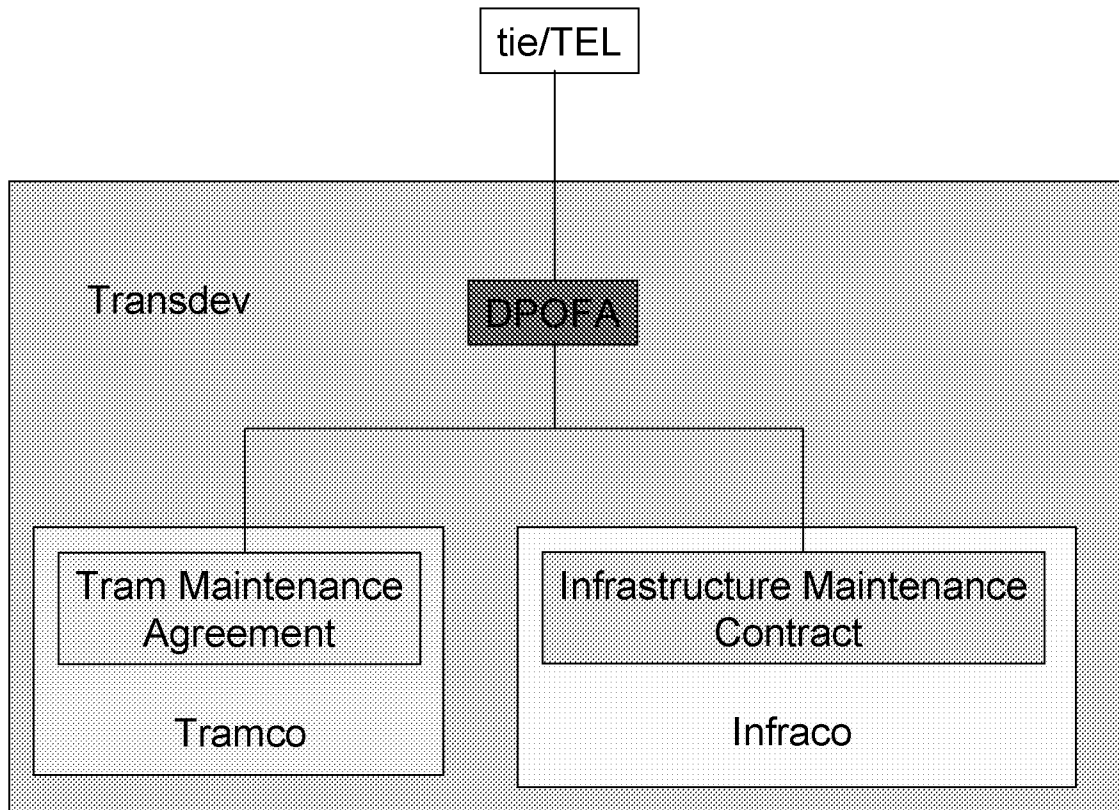 tie/TEL
Transdev
DPOFA
Tram Maintenance
Agreement
Tramco
Infrastructure Maintenance
Contract
Infraco